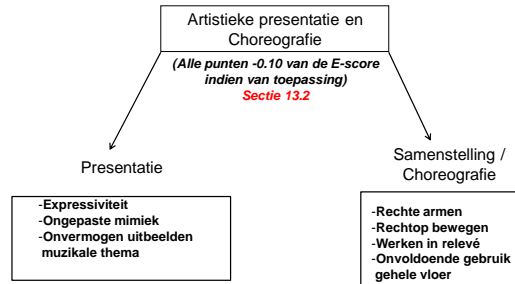 Artistieke presentatie en
Choreografie
(Alle punten -0.10 van de E-score
indien van toepassing)
Sectie 13.2
Presentatie
-Expressiviteit
-Ongepaste mimiek
-Onvermogen uitbeelden
muzikale thema
Samenstelling /
Choreografie
-Rechte armen
-Rechtop bewegen
-Werken in relevé
-Onvoldoende gebruik
gehele vloer